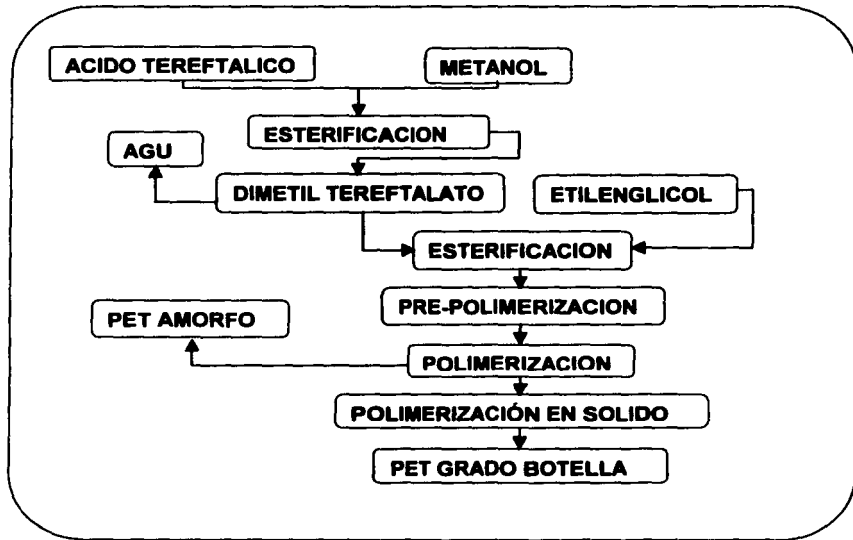 ACIDO TEREFTALICO
METANOL
ESTERIFICACION
AGU
DIMETIL TEREFTALATO
ETILENGLICOL
ESTERIFICACION
PRE-POLIMERIZACION
PET AMORFO
POLIMERIZACION
POLIMERIZACIÓN EN SOLIDO
PET GRADO BOTELLA